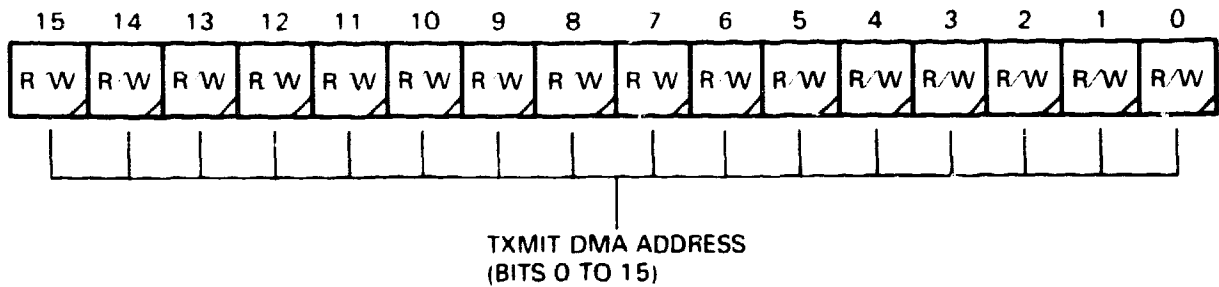 15 14 13 12 11 10 9 8 7 6 5 4 3 2 1 0
R W R W R W R W R W R W R W R W R W R W R/W R/W R/W R/W R/W R/W
TXMIT DMA ADDRESS
(BITS 0 TO 15)